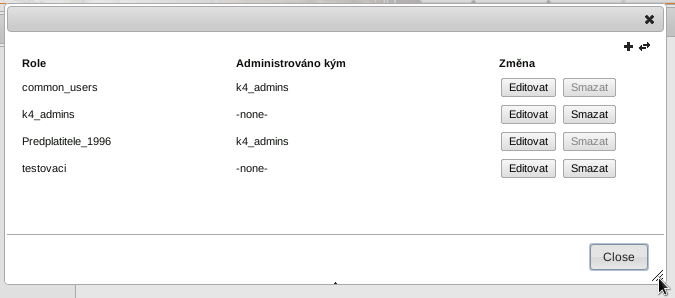 Role Administrováno kým Změna
common_users k4_admins Editovat Smazat
k4_admins -none- Editovat Smazat
Predplatitele_1996 k4_admins Editovat Smazat
testovaci -none- Editovat Smazat
Close